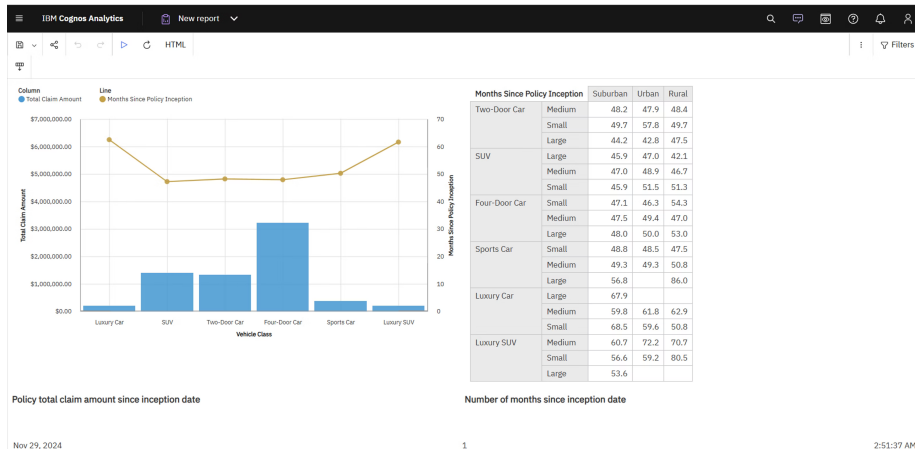 IBM Cognos Analytics New report
HTML Filters
Column Line
Total Claim Amount Months Since Policy Inception
$7,000,000.00 70
$6,000,000.00 60
$5,000,000.00 50
$4,000,000.00 40
$3,000,000.00 30
$2,000,000.00 20
$1,000,000.00 10
$0.00 0
Total Claim Amount
Months Since Policy Inception
Luxury Car SUV Two-Door Car Four-Door Car Sports Car Luxury SUV
Vehicle Class
Months Since Policy Inception Suburban Urban Rural
Two-Door Car Medium 48.2 47.9 48.4
Small 49.7 57.8 49.7
Large 44.2 42.8 47.5
SUV Large 45.9 47.0 42.1
Medium 47.0 48.9 46.7
Small 45.9 51.5 51.3
Four-Door Car Small 47.1 46.3 54.3
Medium 47.5 49.4 47.0
Large 48.0 50.0 53.0
Sports Car Small 48.8 48.5 47.5
Medium 49.3 49.3 50.8
Large 56.8 86.0
Luxury Car Large 67.9
Medium 59.8 61.8 62.9
Small 68.5 59.6 50.8
Luxury SUV Medium 60.7 72.2 70.7
Small 56.6 59.2 80.5
Large 53.6
Policy total claim amount since inception date Number of months since inception date
Nov 29, 2024 1 2:51:37 AM